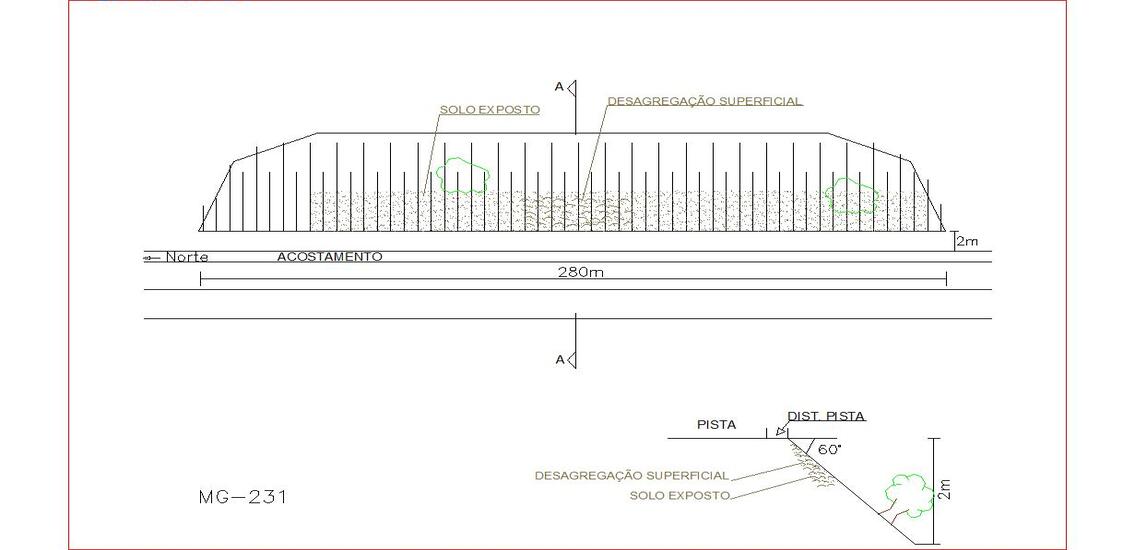 A
SOLO EXPOSTO
DESAGREGAÇÃO SUPERFICIAL
2m
Norte
ACOSTAMENTO
280m
A
PISTA
DIST. PISTA
60°
DESAGREGAÇÃO SUPERFICIAL
SOLO EXPOSTO
2m
MG-231